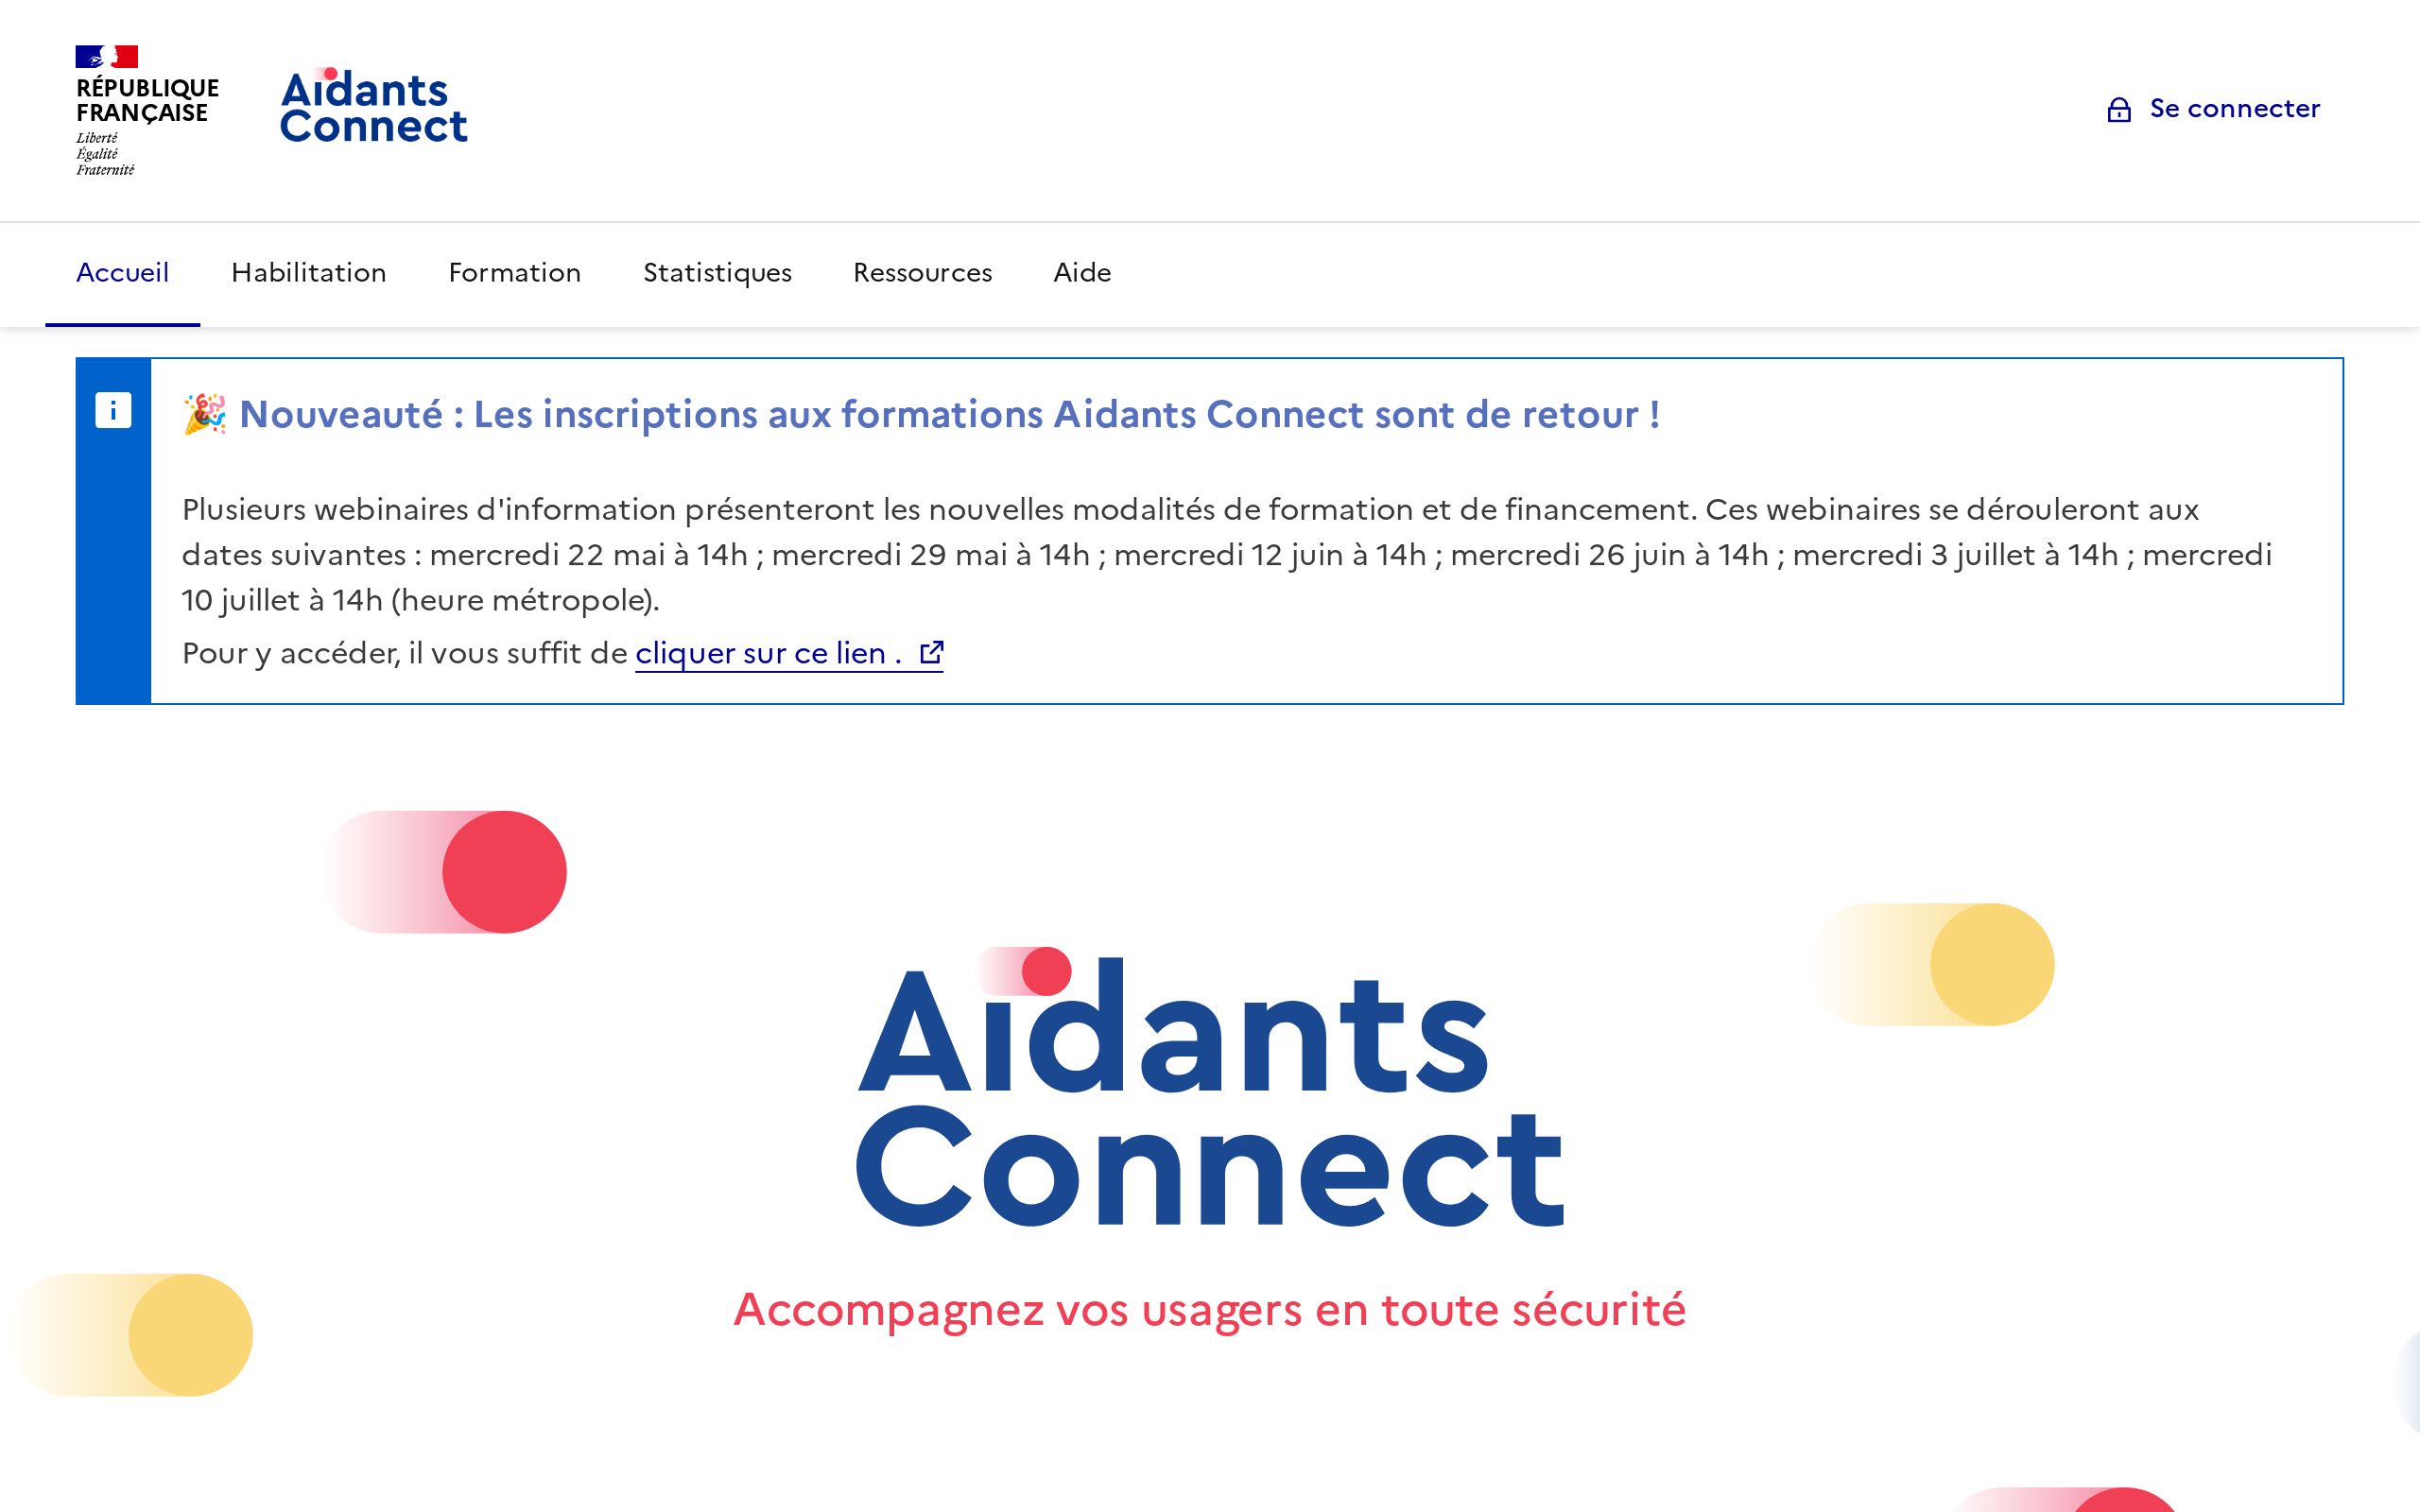 RÉPUBLIQUE
FRANÇAISE
Liberté
Égalité
Fraternité
Aidants
Connect
Se connecter
Accueil Habilitation Formation Statistiques Ressources Aide
🎉 Nouveauté : Les inscriptions aux formations Aidants Connect sont de retour !
Plusieurs webinaires d'information présenteront les nouvelles modalités de formation et de financement. Ces webinaires se dérouleront aux
dates suivantes : mercredi 22 mai à 14h ; mercredi 29 mai à 14h ; mercredi 12 juin à 14h ; mercredi 26 juin à 14h ; mercredi 3 juillet à 14h ; mercredi
10 juillet à 14h (heure métropole).
Pour y accéder, il vous suffit de cliquer sur ce lien .
Aidants
Connect
Accompagnez vos usagers en toute sécurité